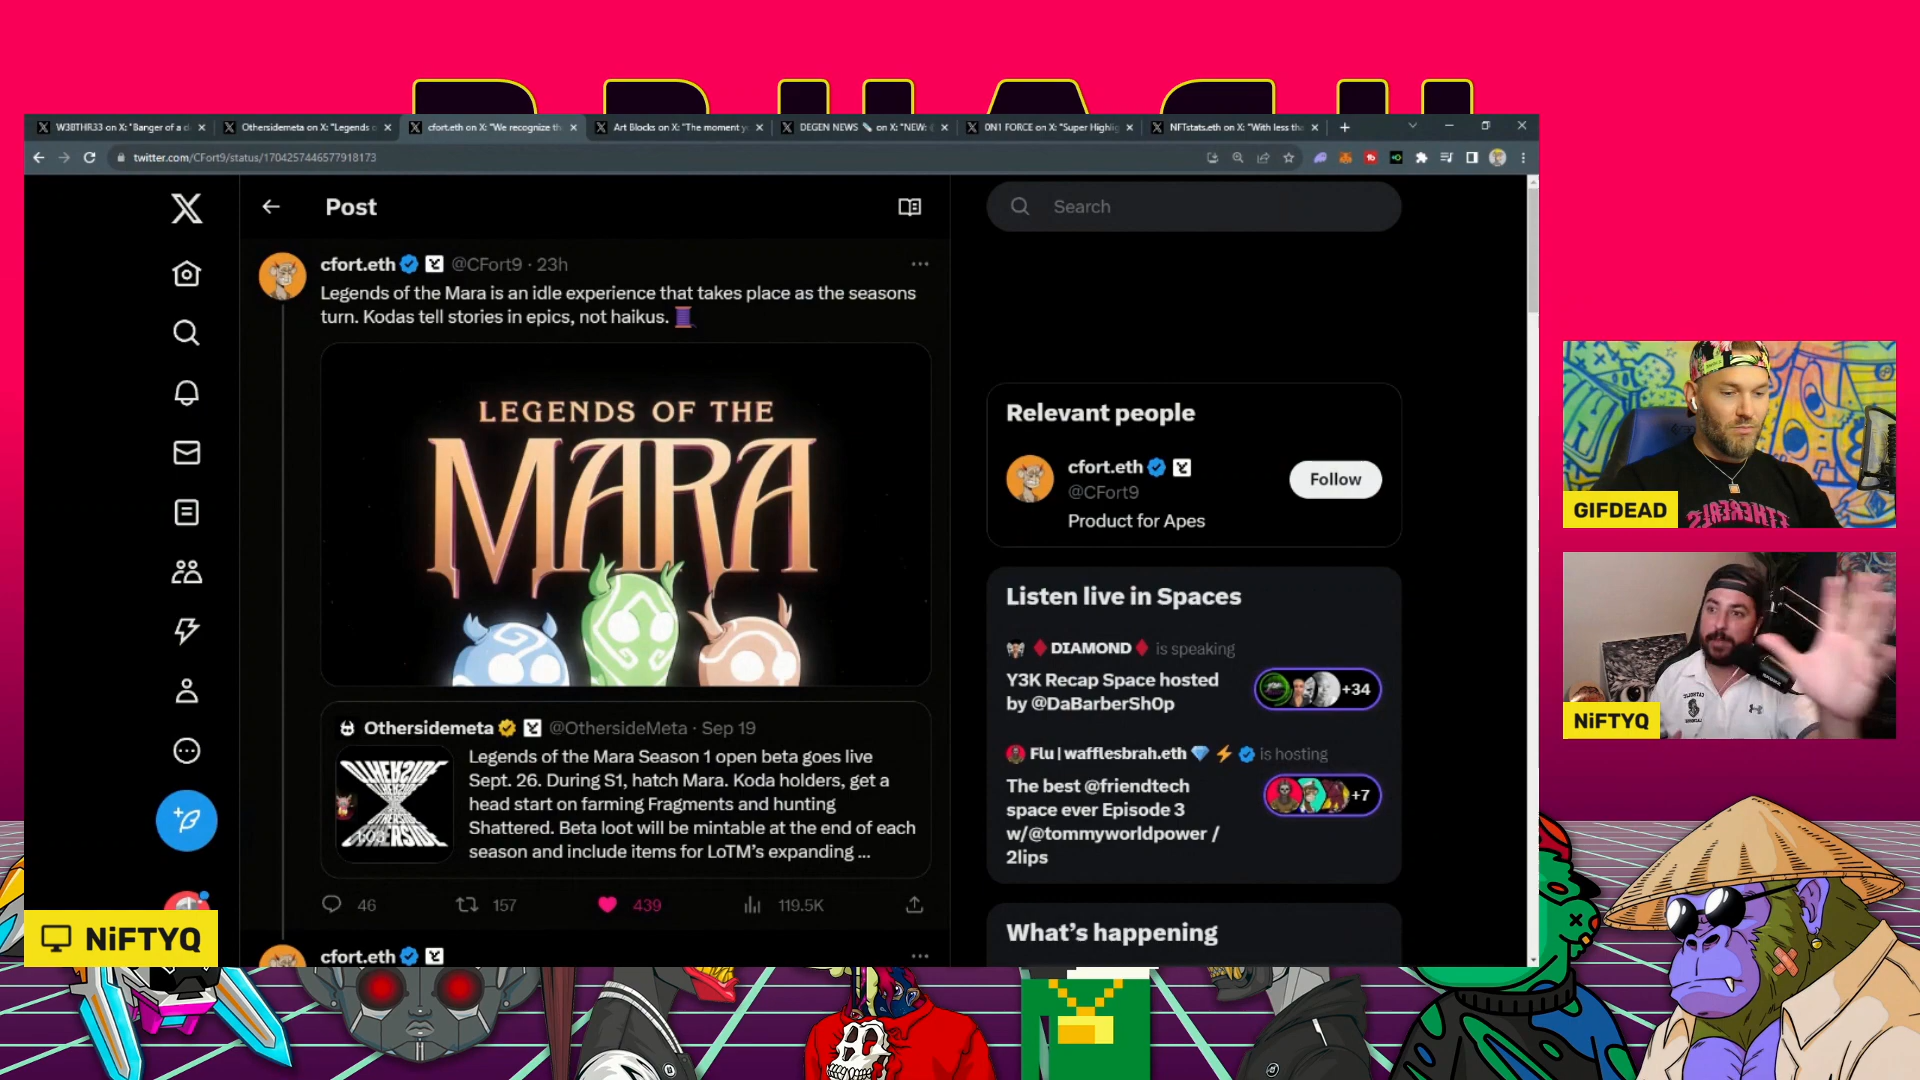 W3BTHR33 on X: "Banger of a d
Othersidemeta on X: "Legends o
cfort.eth on X: "We recognize th
Art Blocks on X: "The moment y
DEGEN NEWS on X: "NEW:
0N1 FORCE on X: "Super Highlig
NFTstats.eth on X: "With less tha
twitter.com/CFort9/status/1704257446577918173
Post
Search
cfort.eth @CFort9 · 23h
Legends of the Mara is an idle experience that takes place as the seasons
turn. Kodas tell stories in epics, not haikus.
LEGENDS OF THE
MARA
Othersidemeta @OthersideMeta · Sep 19
Legends of the Mara Season 1 open beta goes live
Sept. 26. During S1, hatch Mara. Koda holders, get a
head start on farming Fragments and hunting
Shattered. Beta loot will be mintable at the end of each
season and include items for LoTM's expanding ...
OTHERSIDE
46
157
439
119.5K
cfort.eth
Relevant people
cfort.eth
@CFort9
Product for Apes
Follow
Listen live in Spaces
DIAMOND is speaking
Y3K Recap Space hosted
by @DaBarberSh0p
+34
Flu | wafflesbrah.eth is hosting
The best @friendtech
space ever Episode 3
w/@tommyworldpower /
2lips
+7
What's happening
GIFDEAD
NiFTYQ
NiFTYQ